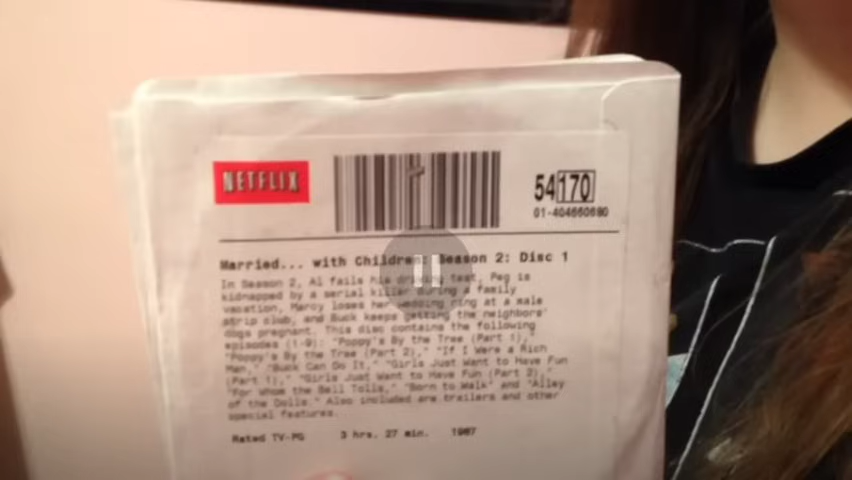 NETFLIX
54 170
01-404660690
Married... with Children: Season 2: Disc 1
In Season 2, Al fails his driving test, Peg is
kidnapped by a serial killer during a family
vacation, Marcy loses her wedding ring at a male
strip club, and Buck keeps getting the neighbors'
dogs pregnant. This disc contains the following
episodes (1-9): "Poppy's By the Tree (Part 1),"
"Poppy's By the Tree (Part 2)," "If I Were a Rich
Man," "Buck Can Do It," "Girls Just Want to Have Fun
(Part 1)," "Girls Just Want to Have Fun (Part 2),"
"For Whom the Bell Tolls," "Born to Walk" and "Alley
of the Dolls." Also included are trailers and other
special features.
Rated TV-PG 3 hrs. 27 min. 1987